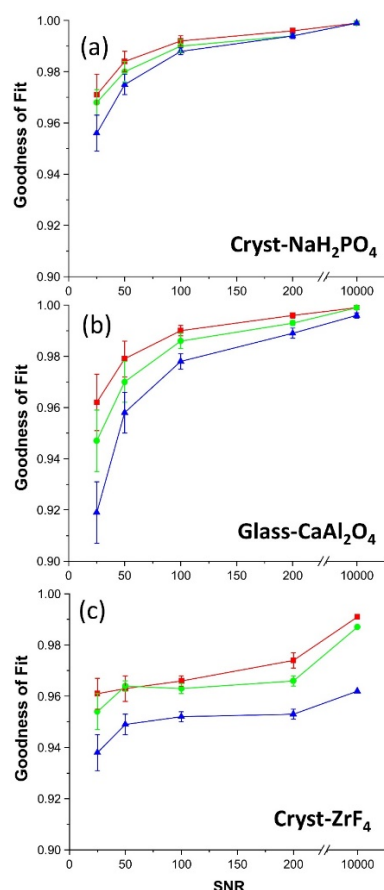 1.00
(a)
0.98
0.96
0.94
0.92
0.90
Goodness of Fit
Cryst-NaH₂PO₄
0 50 100 150 200 10000
1.00
(b)
0.98
0.96
0.94
0.92
0.90
Goodness of Fit
Glass-CaAl₂O₄
0 50 100 150 200 10000
1.00
(c)
0.98
0.96
0.94
0.92
0.90
Goodness of Fit
Cryst-ZrF₄
0 50 100 150 200 10000
SNR